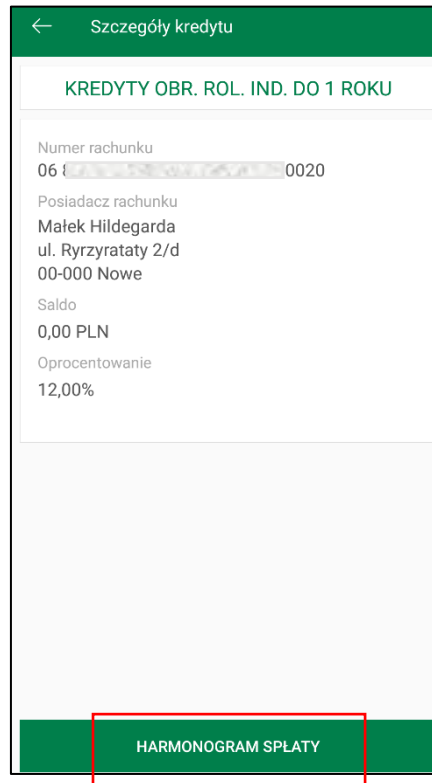 Szczegóły kredytu
KREDYTY OBR. ROL. IND. DO 1 ROKU
Numer rachunku
06 0020
Posiadacz rachunku
Małek Hildegarda
ul. Ryrzyrataty 2/d
00-000 Nowe
Saldo
0,00 PLN
Oprocentowanie
12,00%
HARMONOGRAM SPŁATY